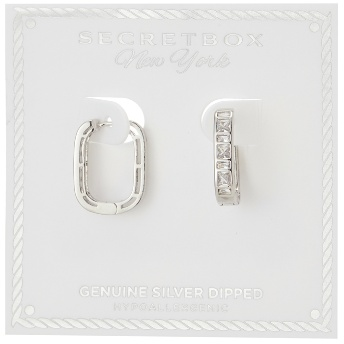 SECRETBOX
New York
GENUINE SILVER DIPPED
HYPOALLERGENIC